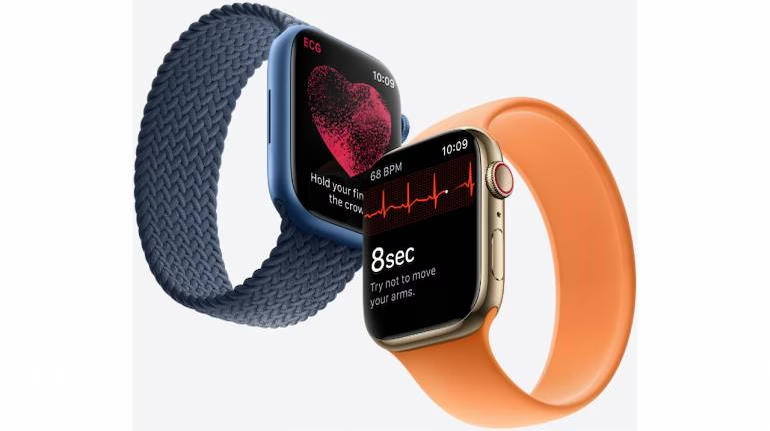 ECG
10:09
Hold your fin
the crow
68 BPM
10:09
8sec
Try not to move
your arms.